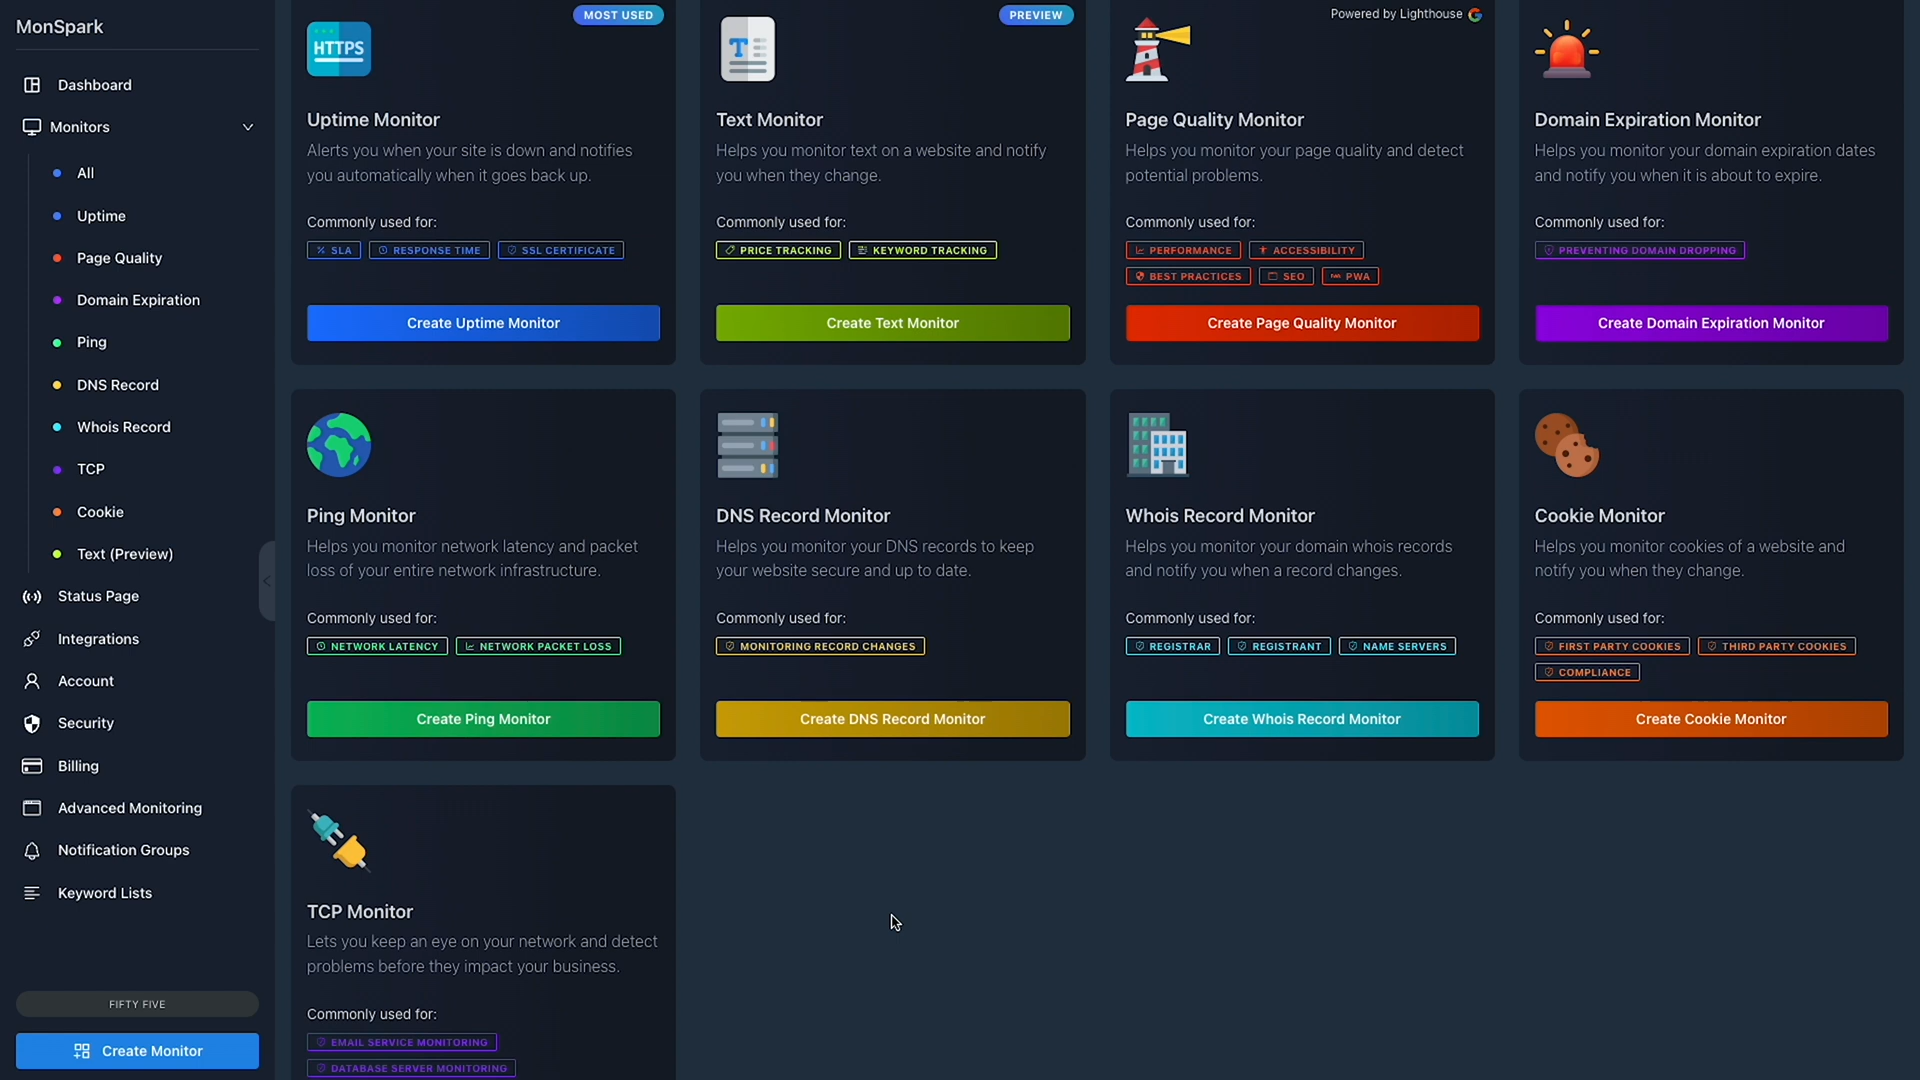 MonSpark
Dashboard
Monitors
All
Uptime
Page Quality
Domain Expiration
Ping
DNS Record
Whois Record
TCP
Cookie
Text (Preview)
Status Page
Integrations
Account
Security
Billing
Advanced Monitoring
Notification Groups
Keyword Lists
FIFTY FIVE
Create Monitor
MOST USED
HTTPS
Uptime Monitor
Alerts you when your site is down and notifies
you automatically when it goes back up.
Commonly used for:
SLA RESPONSE TIME SSL CERTIFICATE
Create Uptime Monitor
PREVIEW
T
Text Monitor
Helps you monitor text on a website and notify
you when they change.
Commonly used for:
PRICE TRACKING KEYWORD TRACKING
Create Text Monitor
Powered by Lighthouse
Page Quality Monitor
Helps you monitor your page quality and detect
potential problems.
Commonly used for:
PERFORMANCE ACCESSIBILITY
BEST PRACTICES SEO PWA
Create Page Quality Monitor
Domain Expiration Monitor
Helps you monitor your domain expiration dates
and notify you when it is about to expire.
Commonly used for:
PREVENTING DOMAIN DROPPING
Create Domain Expiration Monitor
Ping Monitor
Helps you monitor network latency and packet
loss of your entire network infrastructure.
Commonly used for:
NETWORK LATENCY NETWORK PACKET LOSS
Create Ping Monitor
DNS Record Monitor
Helps you monitor your DNS records to keep
your website secure and up to date.
Commonly used for:
MONITORING RECORD CHANGES
Create DNS Record Monitor
Whois Record Monitor
Helps you monitor your domain whois records
and notify you when a record changes.
Commonly used for:
REGISTRAR REGISTRANT NAME SERVERS
Create Whois Record Monitor
Cookie Monitor
Helps you monitor cookies of a website and
notify you when they change.
Commonly used for:
FIRST PARTY COOKIES THIRD PARTY COOKIES
COMPLIANCE
Create Cookie Monitor
TCP Monitor
Lets you keep an eye on your network and detect
problems before they impact your business.
Commonly used for:
EMAIL SERVICE MONITORING
DATABASE SERVER MONITORING